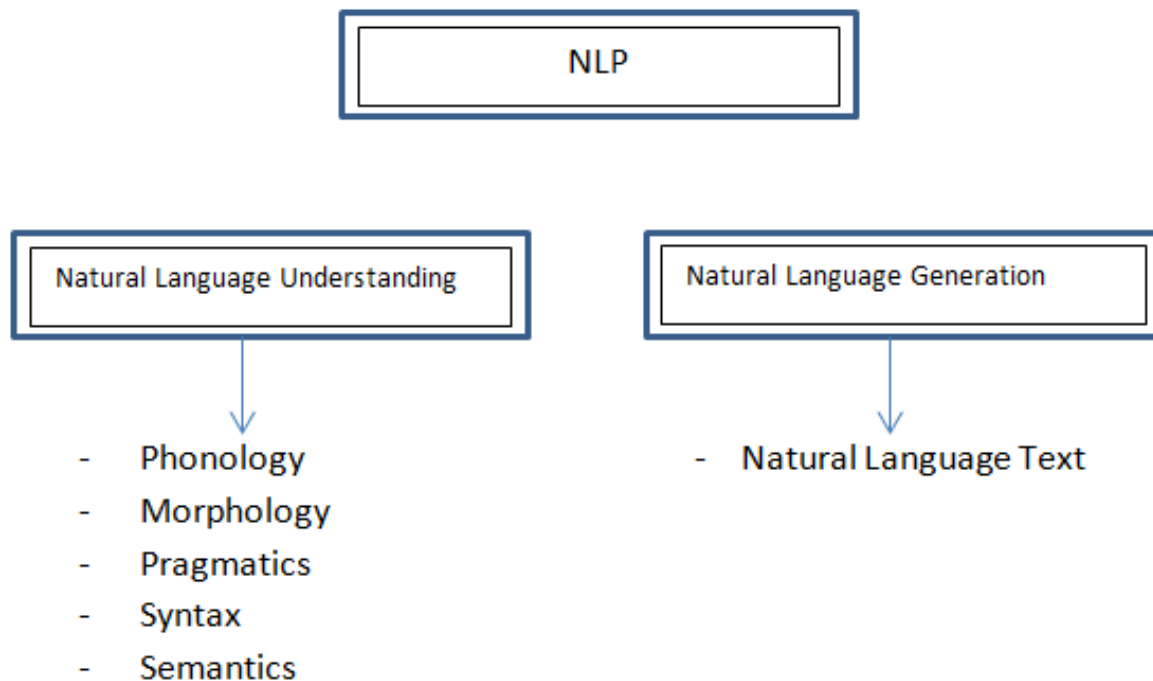 NLP
Natural Language Understanding
Natural Language Generation
- Phonology
- Morphology
- Pragmatics
- Syntax
- Semantics
- Natural Language Text